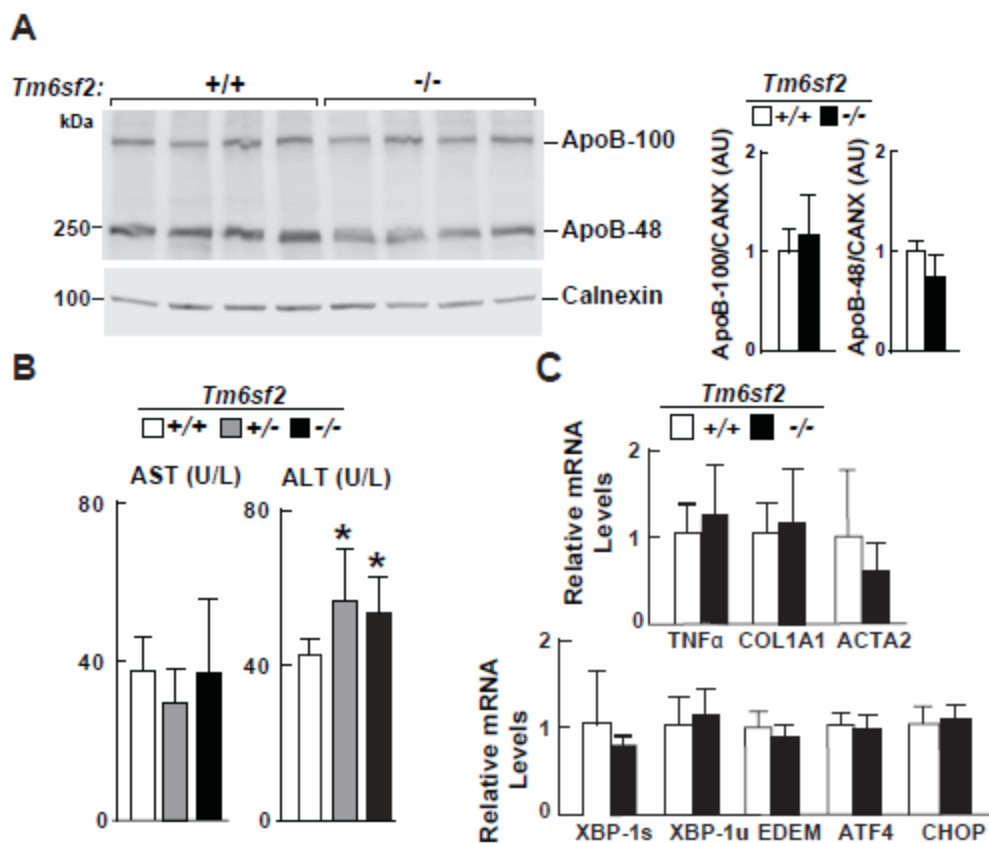 A
Tm6sf2: +/+ -/-
kDa
ApoB-100
250 ApoB-48
100 Calnexin
Tm6sf2
+/+ -/-
ApoB-100/CANX (AU)
2
1
0
ApoB-48/CANX (AU)
2
1
0
B
Tm6sf2
+/+ +/- -/-
AST (U/L)
80
40
0
ALT (U/L)
80
40
0
* *
C
Tm6sf2
+/+ -/-
Relative mRNA
Levels
2
1
0
TNFα COL1A1 ACTA2
Relative mRNA
Levels
2
1
0
XBP-1s XBP-1u EDEM ATF4 CHOP